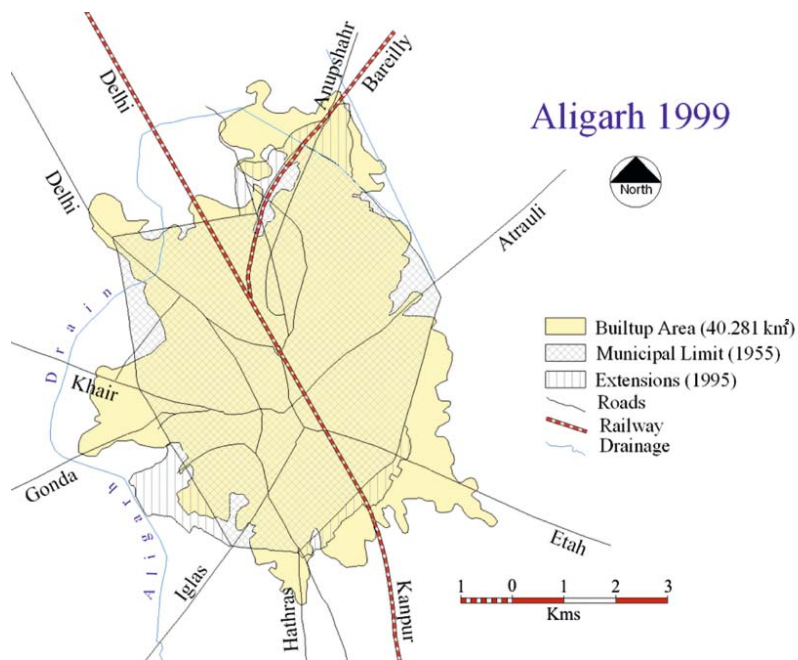 Aligarh 1999
North
Delhi
Anupshahr
Bareilly
Delhi
Atrauli
Drain
Khair
Gonda
Aligarh
Iglas
Hathras
Kanpur
Etah
Builtup Area (40.281 km²)
Municipal Limit (1955)
Extensions (1995)
Roads
Railway
Drainage
1 0 1 2 3
Kms